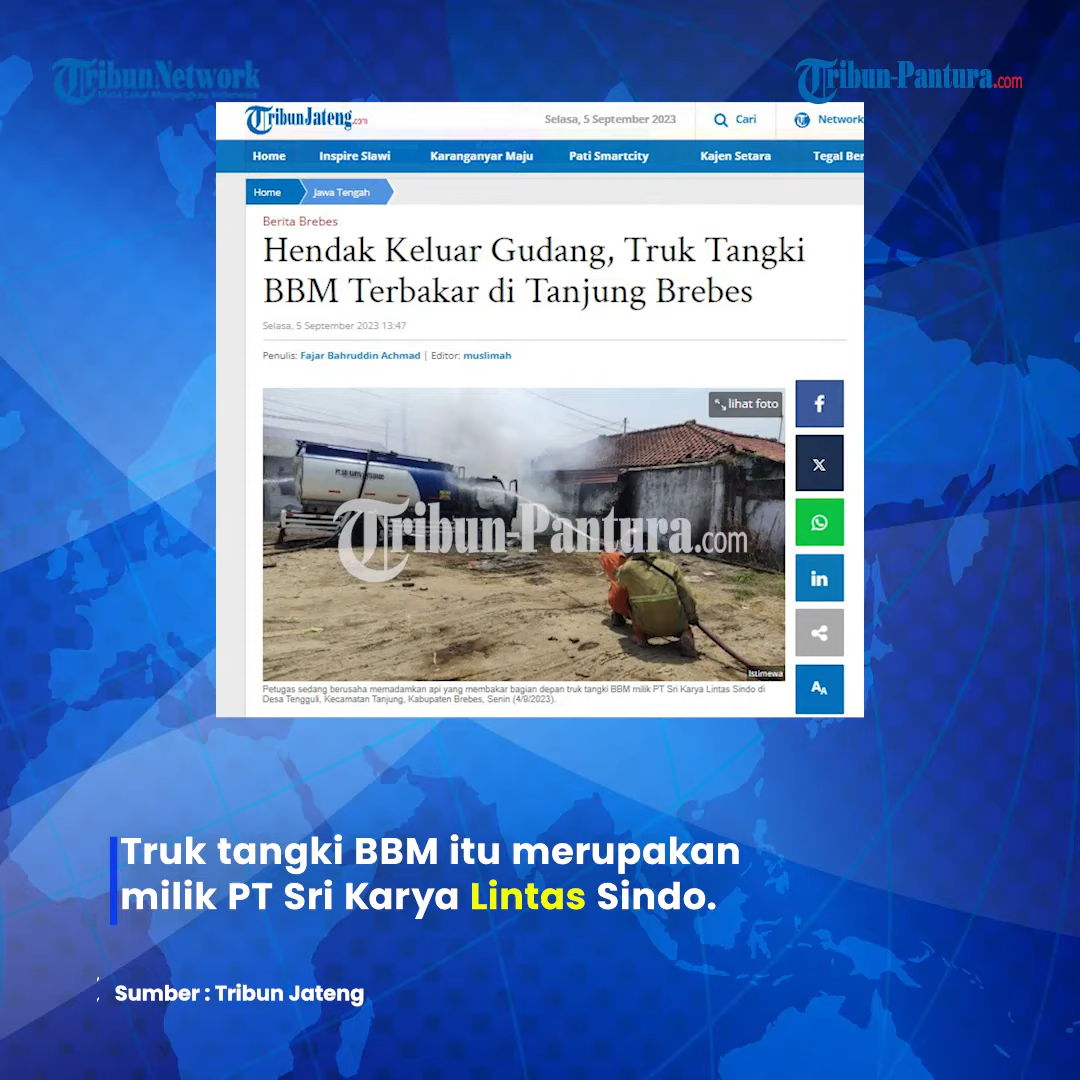 TribunNetwork
Tribun-Pantura.com
TribunJateng.com
Selasa, 5 September 2023
Cari
Network
Home
Inspire Slawi
Karanganyar Maju
Pati Smartcity
Kajen Setara
Tegal Ber
Home
Jawa Tengah
Berita Brebes
Hendak Keluar Gudang, Truk Tangki
BBM Terbakar di Tanjung Brebes
Selasa, 5 September 2023 13:47
Penulis: Fajar Bahruddin Achmad | Editor: muslimah
lihat foto
Tribun-Pantura.com
Istimewa
Petugas sedang berusaha memadamkan api yang membakar bagian depan truk tangki BBM milik PT Sri Karya Lintas Sindo di
Desa Tengguli, Kecamatan Tanjung, Kabupaten Brebes, Senin (4/9/2023).
Truk tangki BBM itu merupakan
milik PT Sri Karya Lintas Sindo.
Sumber : Tribun Jateng